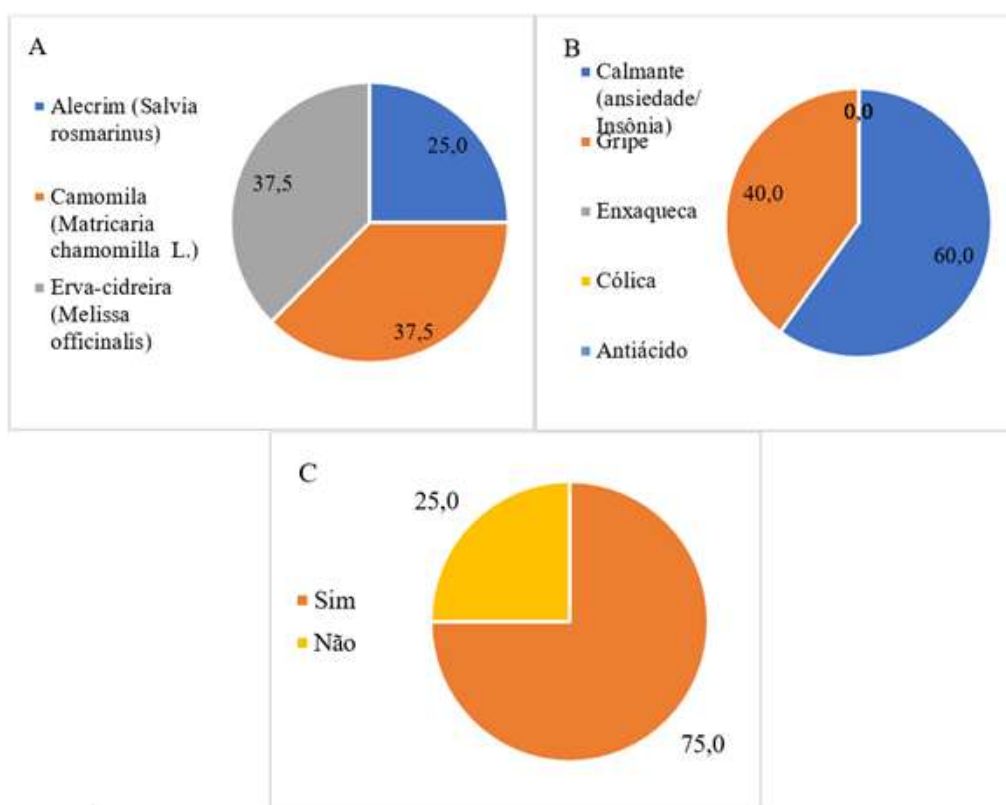 A
Alecrim (Salvia
rosmarinus)
Camomila
(Matricaria
chamomilla L.)
Erva-cidreira
(Melissa
officinalis)
25,0
37,5
37,5
B
Calmante
(ansiedade/
Insônia)
Gripe
Enxaqueca
Cólica
Antiácido
0,0
40,0
60,0
C
Sim
Não
25,0
75,0